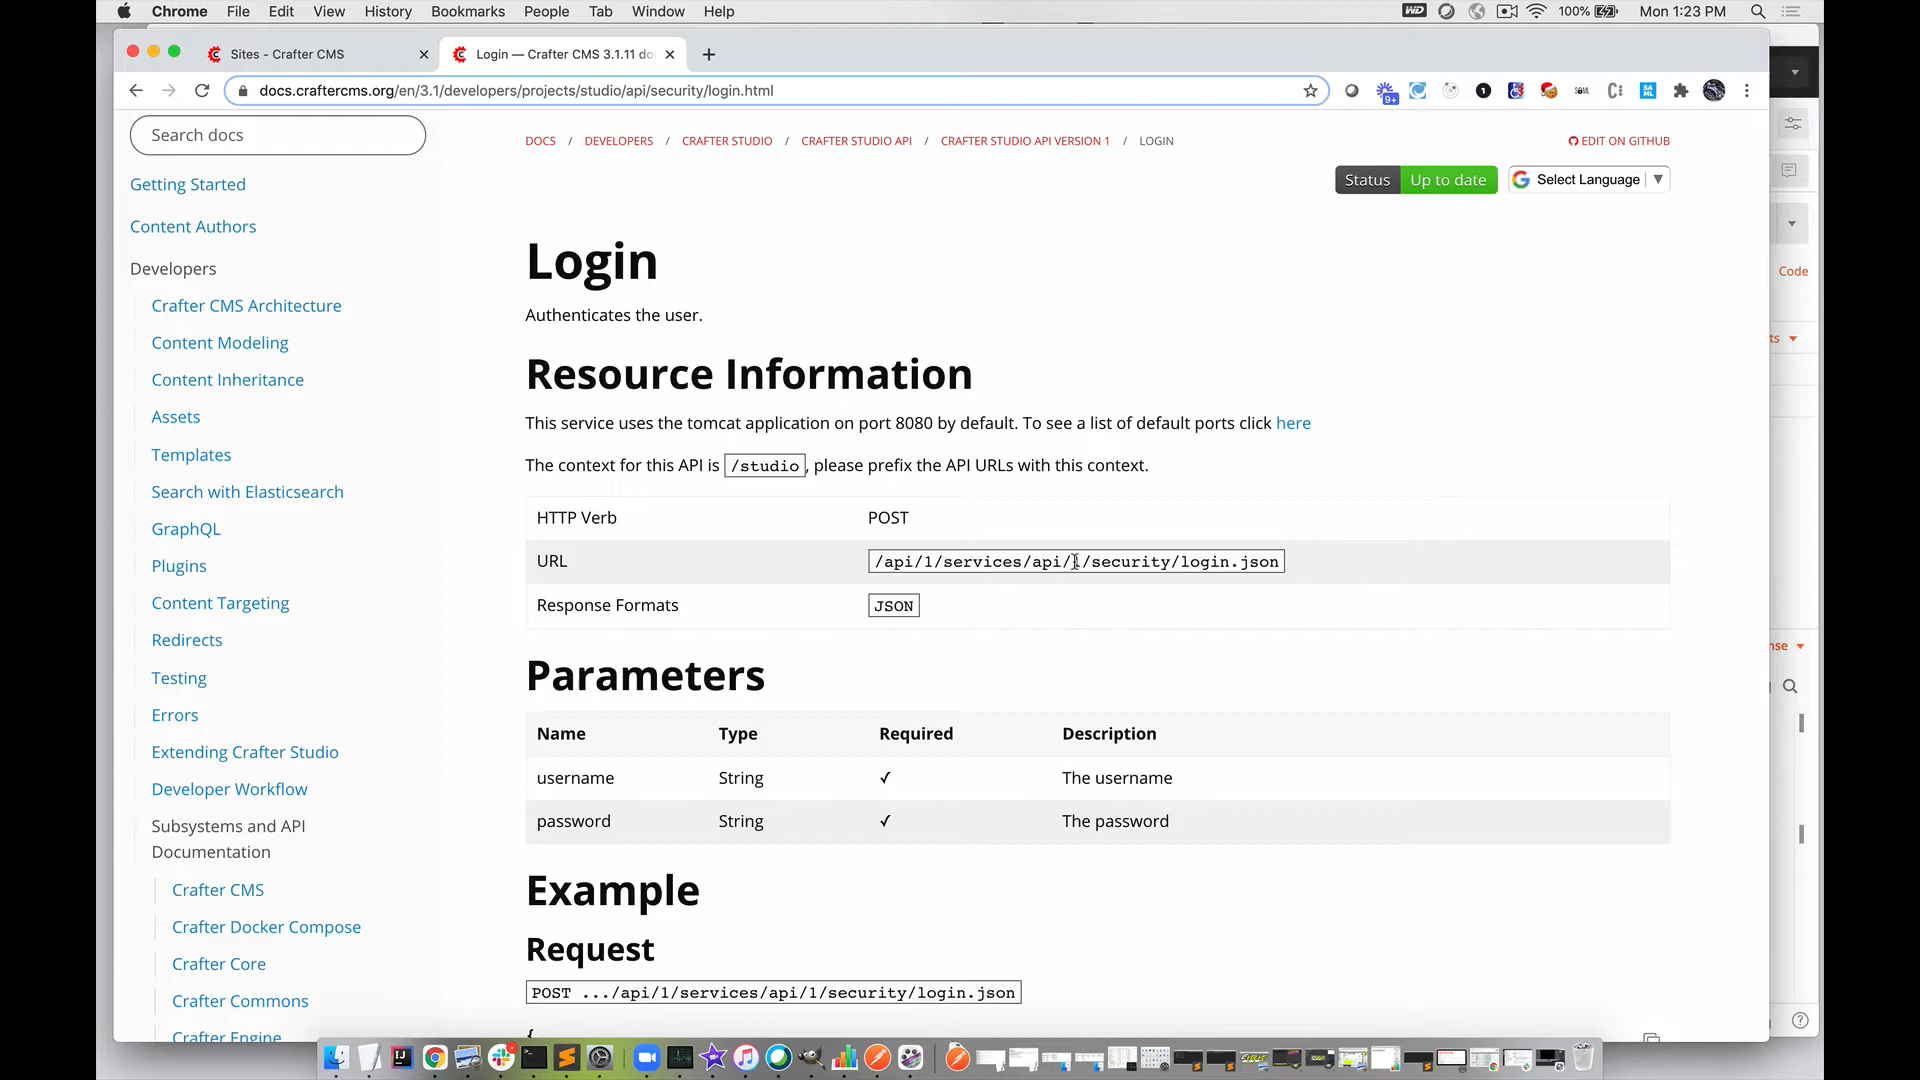 Chrome File Edit View History Bookmarks People Tab Window Help
WD 100% Mon 1:23 PM
Sites - Crafter CMS
Login — Crafter CMS 3.1.11 do
docs.craftercms.org/en/3.1/developers/projects/studio/api/security/login.html
9+
Search docs
DOCS / DEVELOPERS / CRAFTER STUDIO / CRAFTER STUDIO API / CRAFTER STUDIO API VERSION 1 / LOGIN
EDIT ON GITHUB
Status Up to date
Select Language
Getting Started
Content Authors
Developers
Crafter CMS Architecture
Content Modeling
Content Inheritance
Assets
Templates
Search with Elasticsearch
GraphQL
Plugins
Content Targeting
Redirects
Testing
Errors
Extending Crafter Studio
Developer Workflow
Subsystems and API
Documentation
Crafter CMS
Crafter Docker Compose
Crafter Core
Crafter Commons
Crafter Engine
Login
Authenticates the user.
Resource Information
This service uses the tomcat application on port 8080 by default. To see a list of default ports click here
The context for this API is /studio, please prefix the API URLs with this context.
HTTP Verb POST
URL /api/1/services/api/1/security/login.json
Response Formats JSON
Parameters
Name Type Required Description
username String ✓ The username
password String ✓ The password
Example
Request
POST .../api/1/services/api/1/security/login.json
{
Code
ts
nse